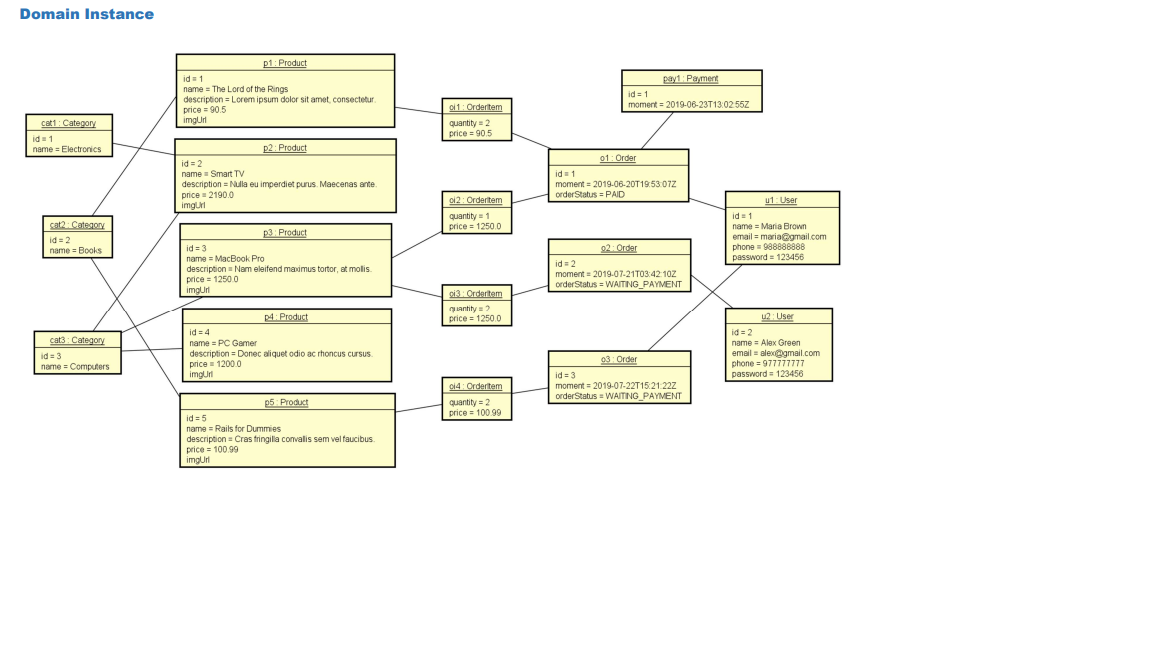 Domain Instance
cat1 : Category
id = 1
name = Electronics
cat2 : Category
id = 2
name = Books
cat3 : Category
id = 3
name = Computers
p1 : Product
id = 1
name = The Lord of the Rings
description = Lorem ipsum dolor sit amet, consectetur.
price = 90.5
imgUrl
p2 : Product
id = 2
name = Smart TV
description = Nulla eu imperdiet purus. Maecenas ante.
price = 2190.0
imgUrl
p3 : Product
id = 3
name = MacBook Pro
description = Nam eleifend maximus tortor, at mollis.
price = 1250.0
imgUrl
p4 : Product
id = 4
name = PC Gamer
description = Donec aliquet odio ac rhoncus cursus.
price = 1200.0
imgUrl
p5 : Product
id = 5
name = Rails for Dummies
description = Cras fringilla convallis sem vel faucibus.
price = 100.99
imgUrl
oi1 : OrderItem
quantity = 2
price = 90.5
oi2 : OrderItem
quantity = 1
price = 1250.0
oi3 : OrderItem
quantity = 2
price = 1250.0
oi4 : OrderItem
quantity = 2
price = 100.99
pay1 : Payment
id = 1
moment = 2019-06-23T13:02:55Z
o1 : Order
id = 1
moment = 2019-06-20T19:53:07Z
orderStatus = PAID
o2 : Order
id = 2
moment = 2019-07-21T03:42:10Z
orderStatus = WAITING_PAYMENT
o3 : Order
id = 3
moment = 2019-07-22T15:21:22Z
orderStatus = WAITING_PAYMENT
u1 : User
id = 1
name = Maria Brown
email = maria@gmail.com
phone = 988888888
password = 123456
u2 : User
id = 2
name = Alex Green
email = alex@gmail.com
phone = 977777777
password = 123456